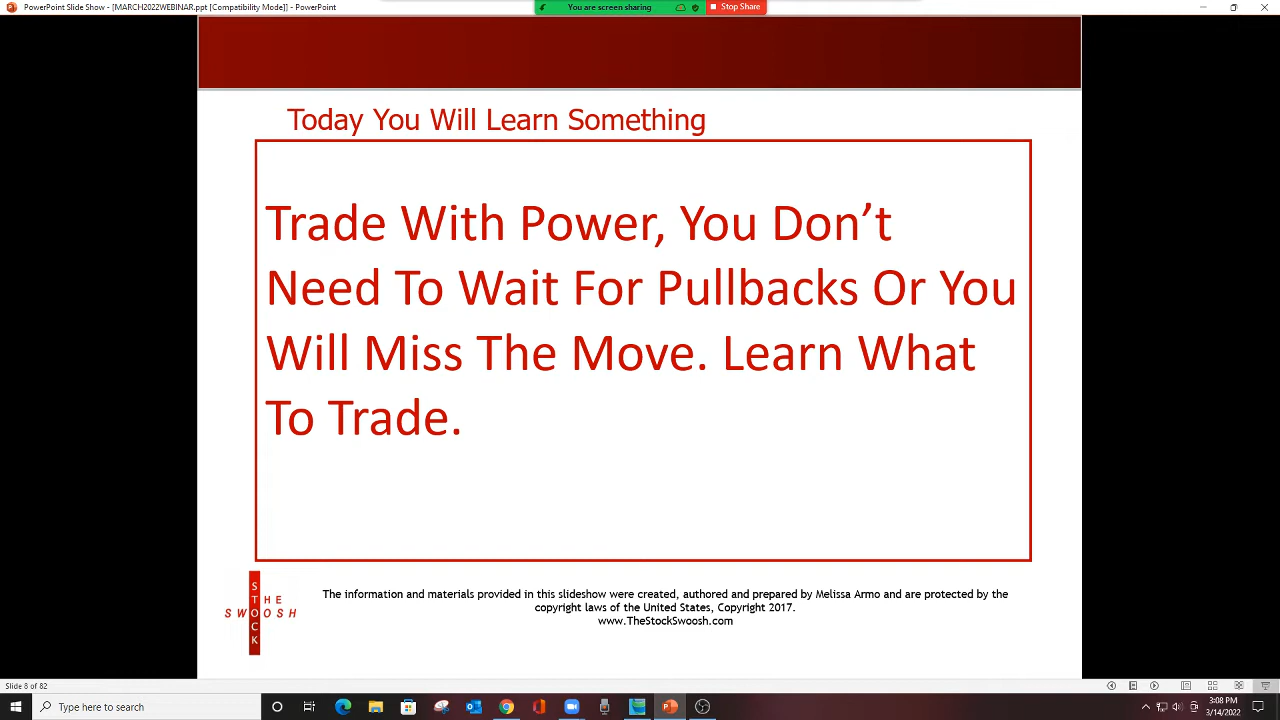 PowerPoint Slide Show - [MARCH2022WEBINAR.ppt [Compatibility Mode]] - PowerPoint
You are screen sharing
Stop Share
Today You Will Learn Something
Trade With Power, You Don’t
Need To Wait For Pullbacks Or You
Will Miss The Move. Learn What
To Trade.
THE
STOCK
SWOOSH
The information and materials provided in this slideshow were created, authored and prepared by Melissa Armo and are protected by the
copyright laws of the United States, Copyright 2017.
www.TheStockSwoosh.com
Slide 8 of 82
Type here to search
3:08 PM
3/14/2022